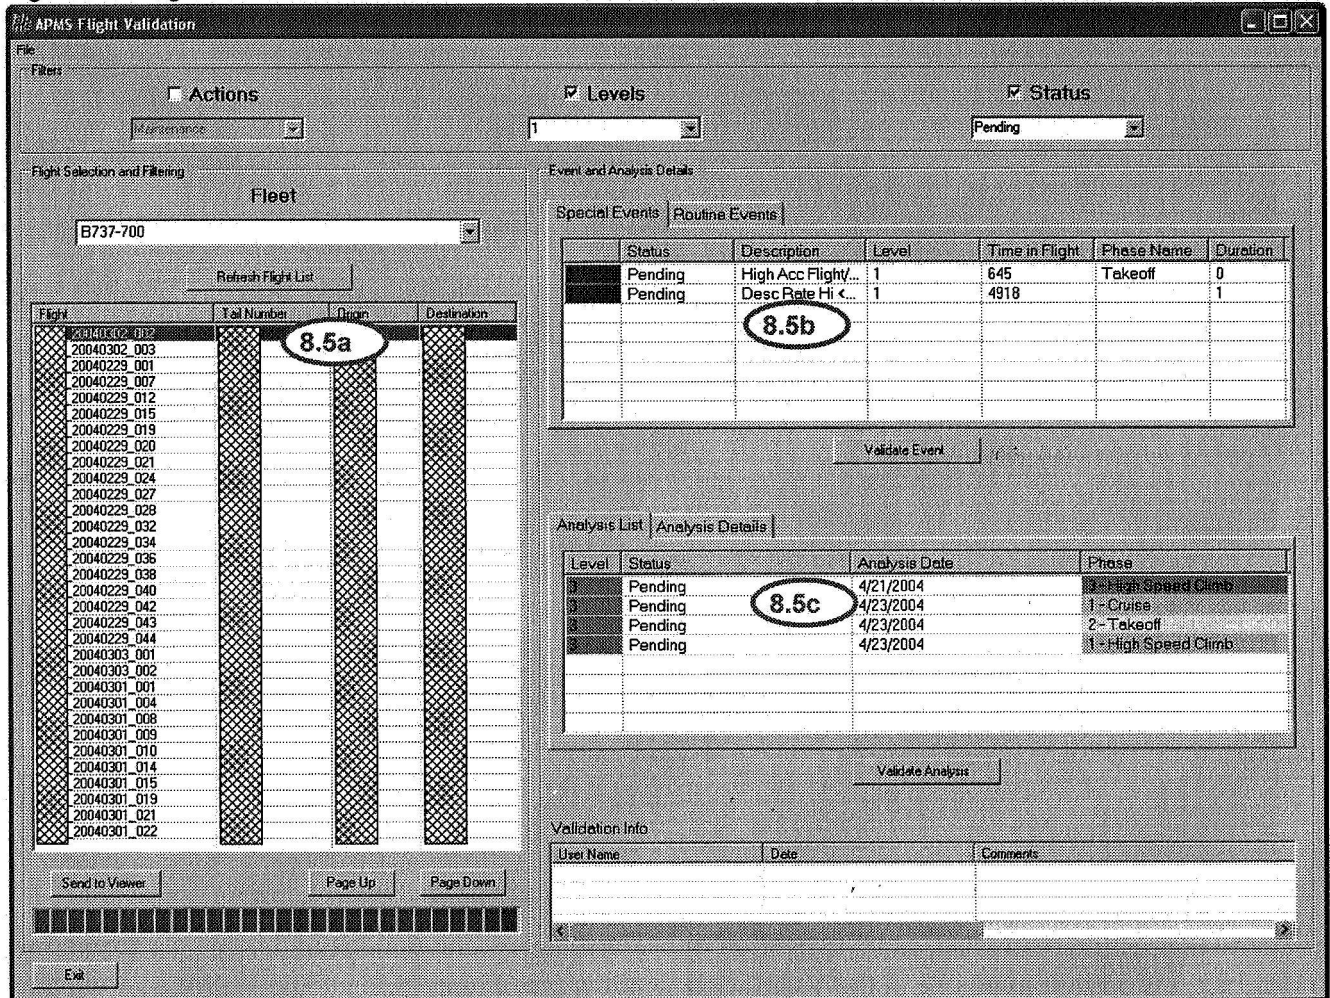 APMS Flight Validation
File
Filters
Actions
Levels
Status
Maintenance
1
Pending
Flight Selection and Filtering
Fleet
B737-700
Refresh Flight List
Flight Tail Number Origin Destination
20040302_002
20040302_003
20040229_001
20040229_007
20040229_012
20040229_015
20040229_019
20040229_020
20040229_021
20040229_024
20040229_027
20040229_028
20040229_032
20040229_034
20040229_036
20040229_038
20040229_040
20040229_042
20040229_043
20040229_044
20040303_001
20040303_002
20040301_001
20040301_004
20040301_008
20040301_009
20040301_010
20040301_014
20040301_015
20040301_019
20040301_021
20040301_022
8.5a
Send to Viewer
Page Up
Page Down
Exit
Event and Analysis Details
Special Events Routine Events
Status Description Level Time in Flight Phase Name Duration
Pending High Acc Flight/... 1 645 Takeoff 0
Pending Desc Rate Hi <... 1 4918 1
8.5b
Validate Event
Analysis List Analysis Details
Level Status Analysis Date Phase
3 Pending 4/21/2004 3 - High Speed Climb
3 Pending 4/23/2004 1 - Cruise
3 Pending 4/23/2004 2 - Takeoff
3 Pending 4/23/2004 1 - High Speed Climb
8.5c
Validate Analysis
Validation Info
User Name Date Comments